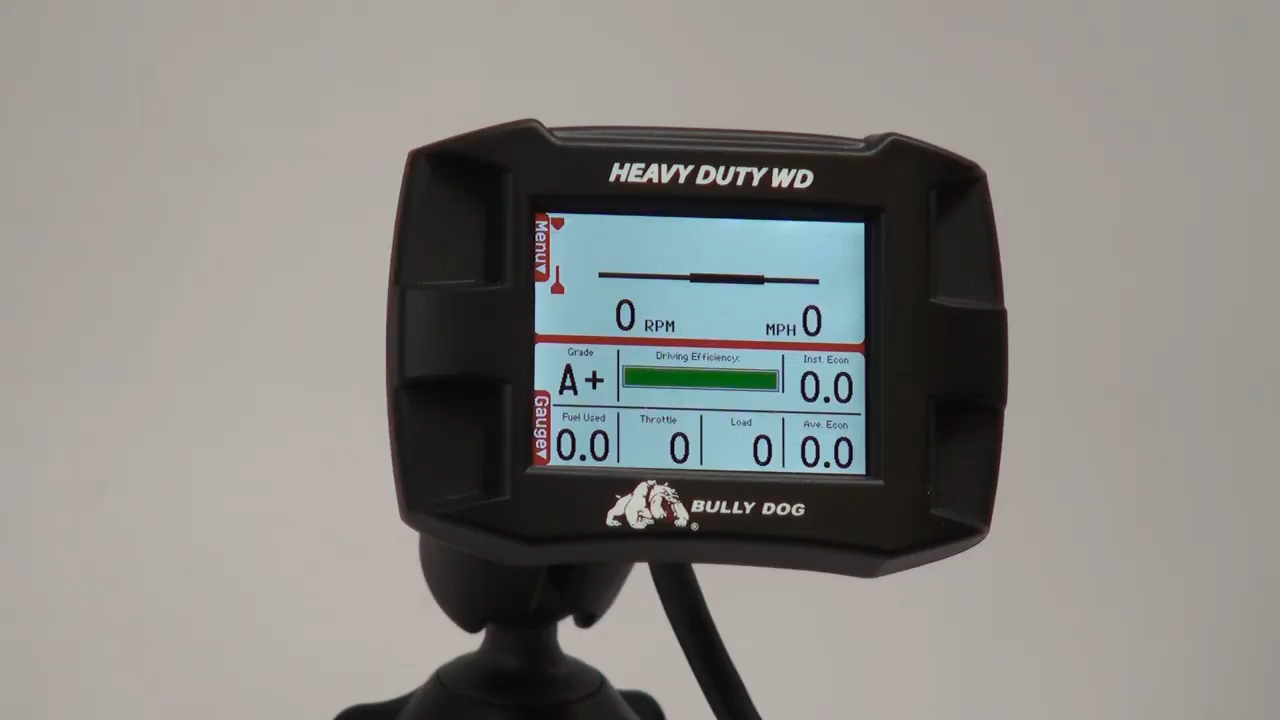 HEAVY DUTY WD
Menu
0 RPM MPH 0
Grade Driving Efficiency: Inst. Econ
A+ 0.0
Gauge
Fuel Used Throttle Load Ave. Econ
0.0 0 0 0.0
BULLY DOG®